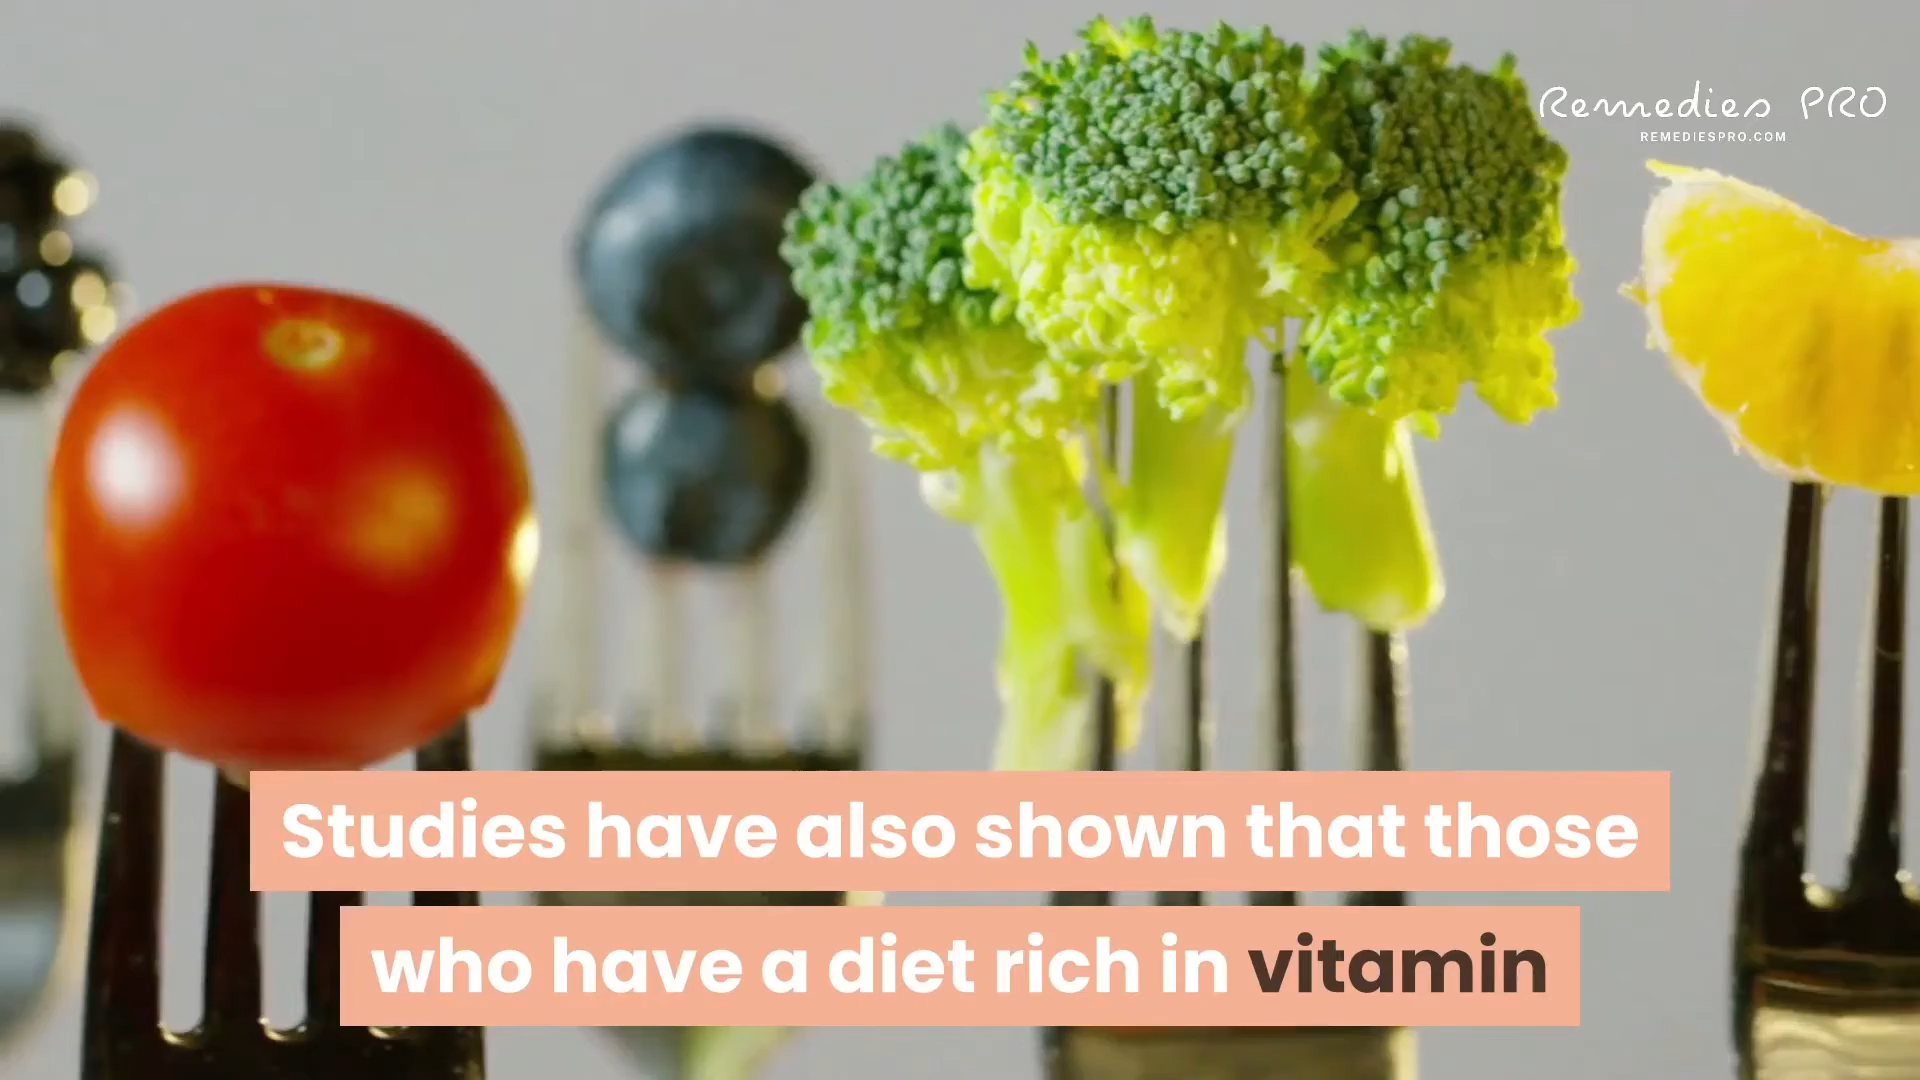 Remedies PRO
REMEDIESPRO.COM
Studies have also shown that those
who have a diet rich in vitamin